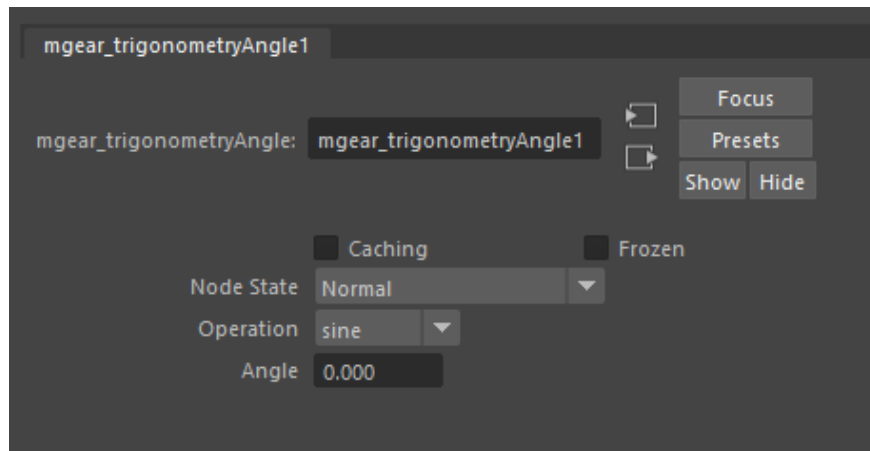 mgear_trigonometryAngle1
Focus
mgear_trigonometryAngle: mgear_trigonometryAngle1
Presets
Show Hide
Caching Frozen
Node State Normal
Operation sine
Angle 0.000